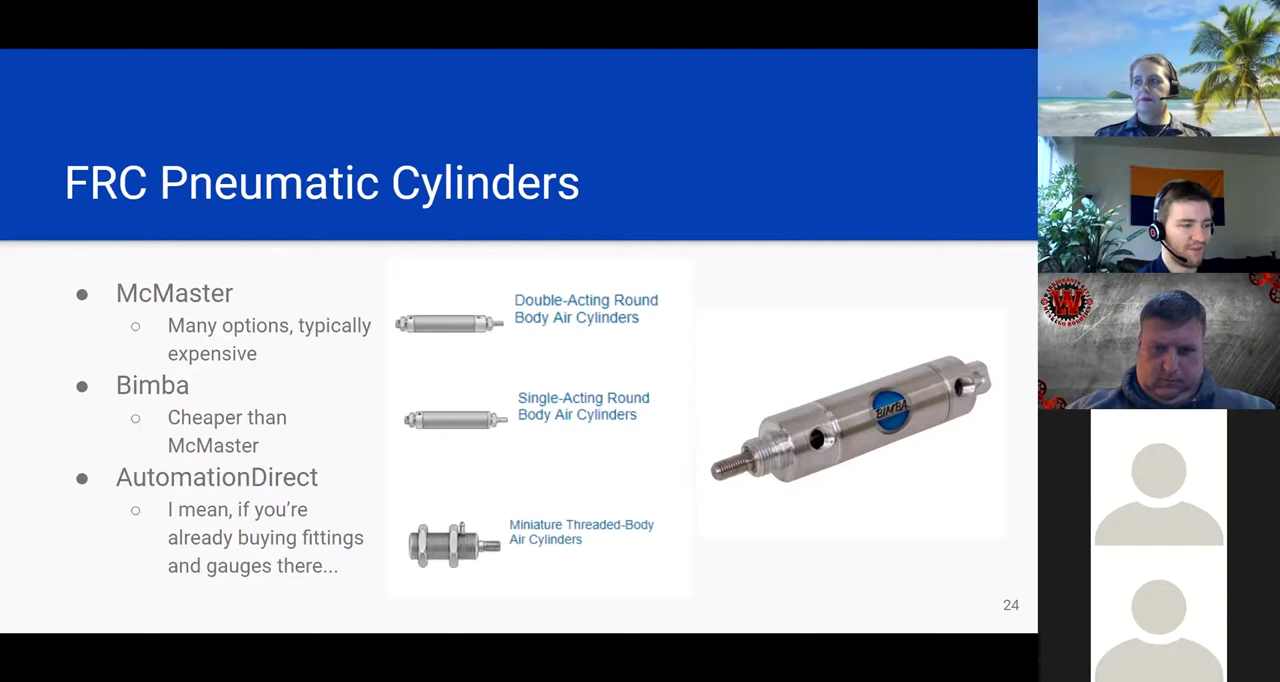 FRC Pneumatic Cylinders
● McMaster
○ Many options, typically
expensive
● Bimba
○ Cheaper than
McMaster
● AutomationDirect
○ I mean, if you’re
already buying fittings
and gauges there...
Double-Acting Round
Body Air Cylinders
Single-Acting Round
Body Air Cylinders
Miniature Threaded-Body
Air Cylinders
BIMBA
24
W